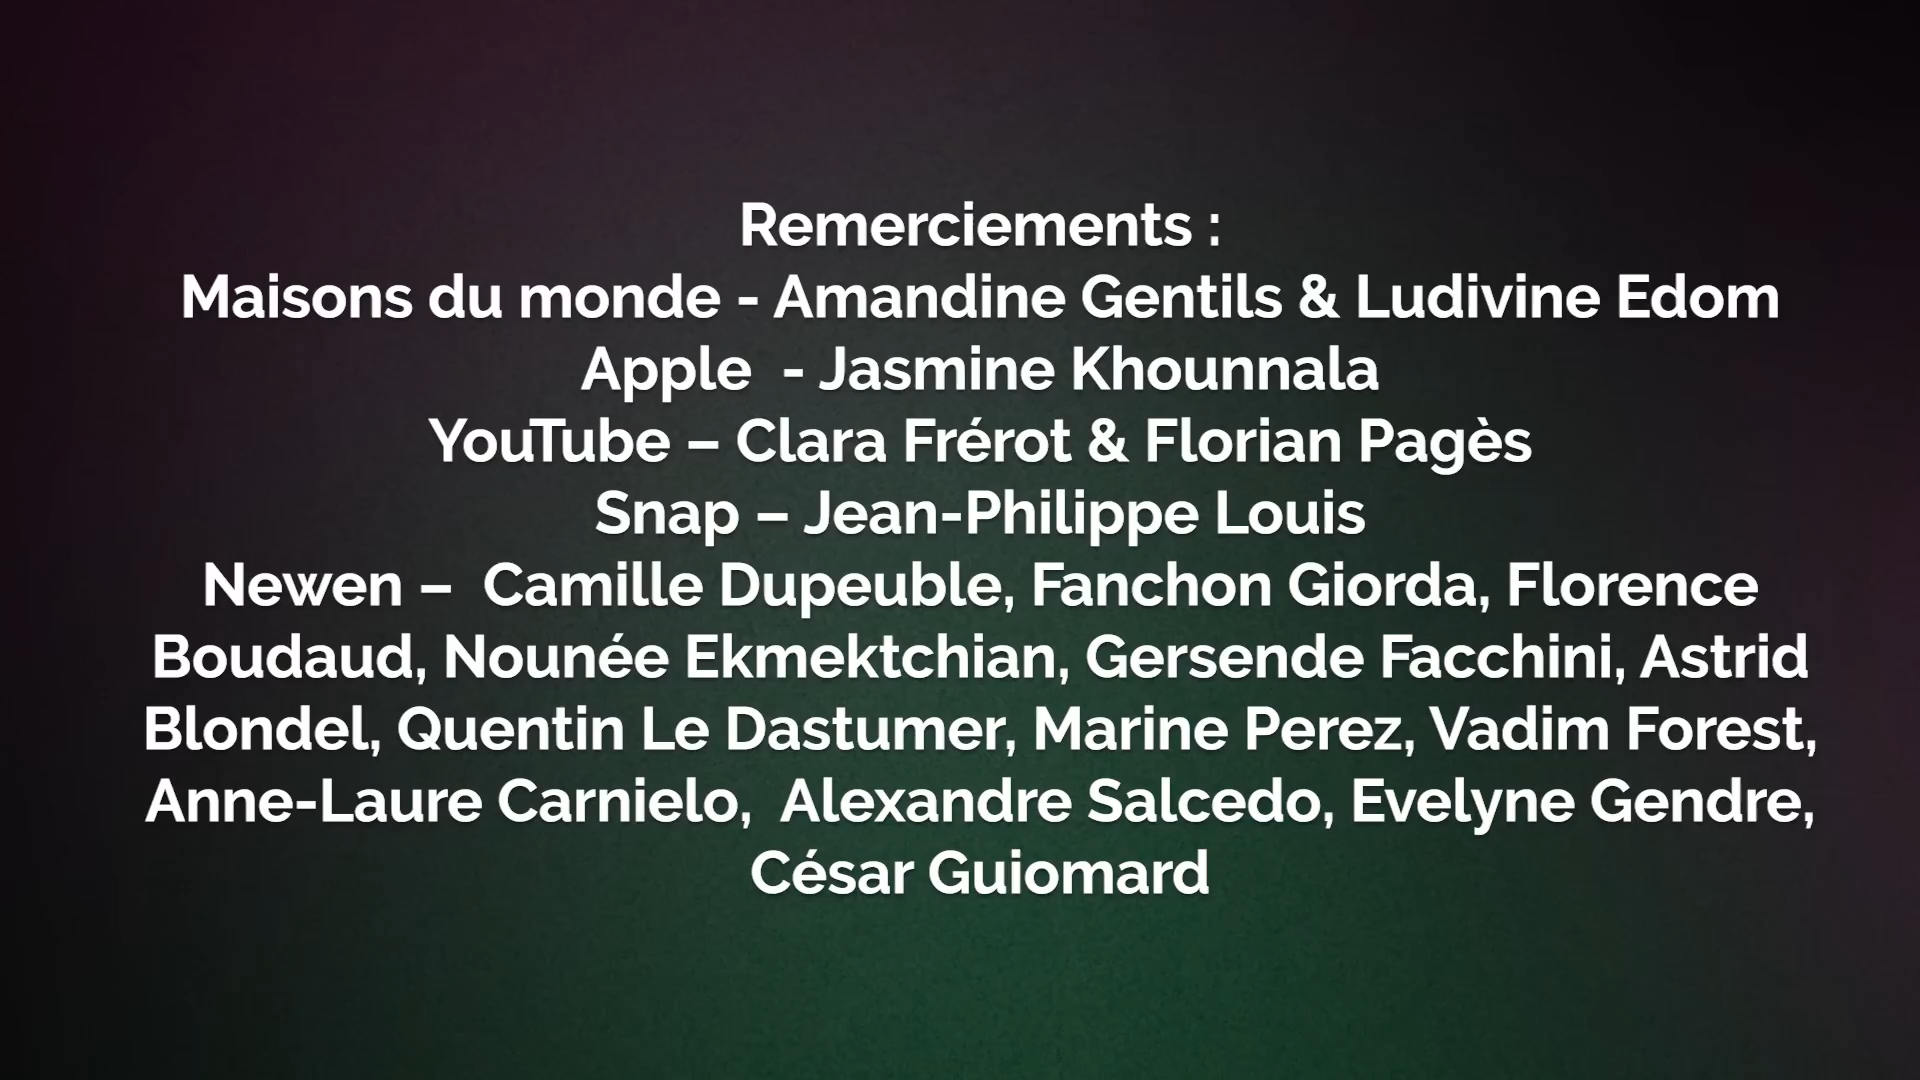 Remerciements :
Maisons du monde - Amandine Gentils & Ludivine Edom
Apple  - Jasmine Khounnala
YouTube – Clara Frérot & Florian Pagès
Snap – Jean-Philippe Louis
Newen –  Camille Dupeuble, Fanchon Giorda, Florence
Boudaud, Nounée Ekmektchian, Gersende Facchini, Astrid
Blondel, Quentin Le Dastumer, Marine Perez, Vadim Forest,
Anne-Laure Carnielo,  Alexandre Salcedo, Evelyne Gendre,
César Guiomard